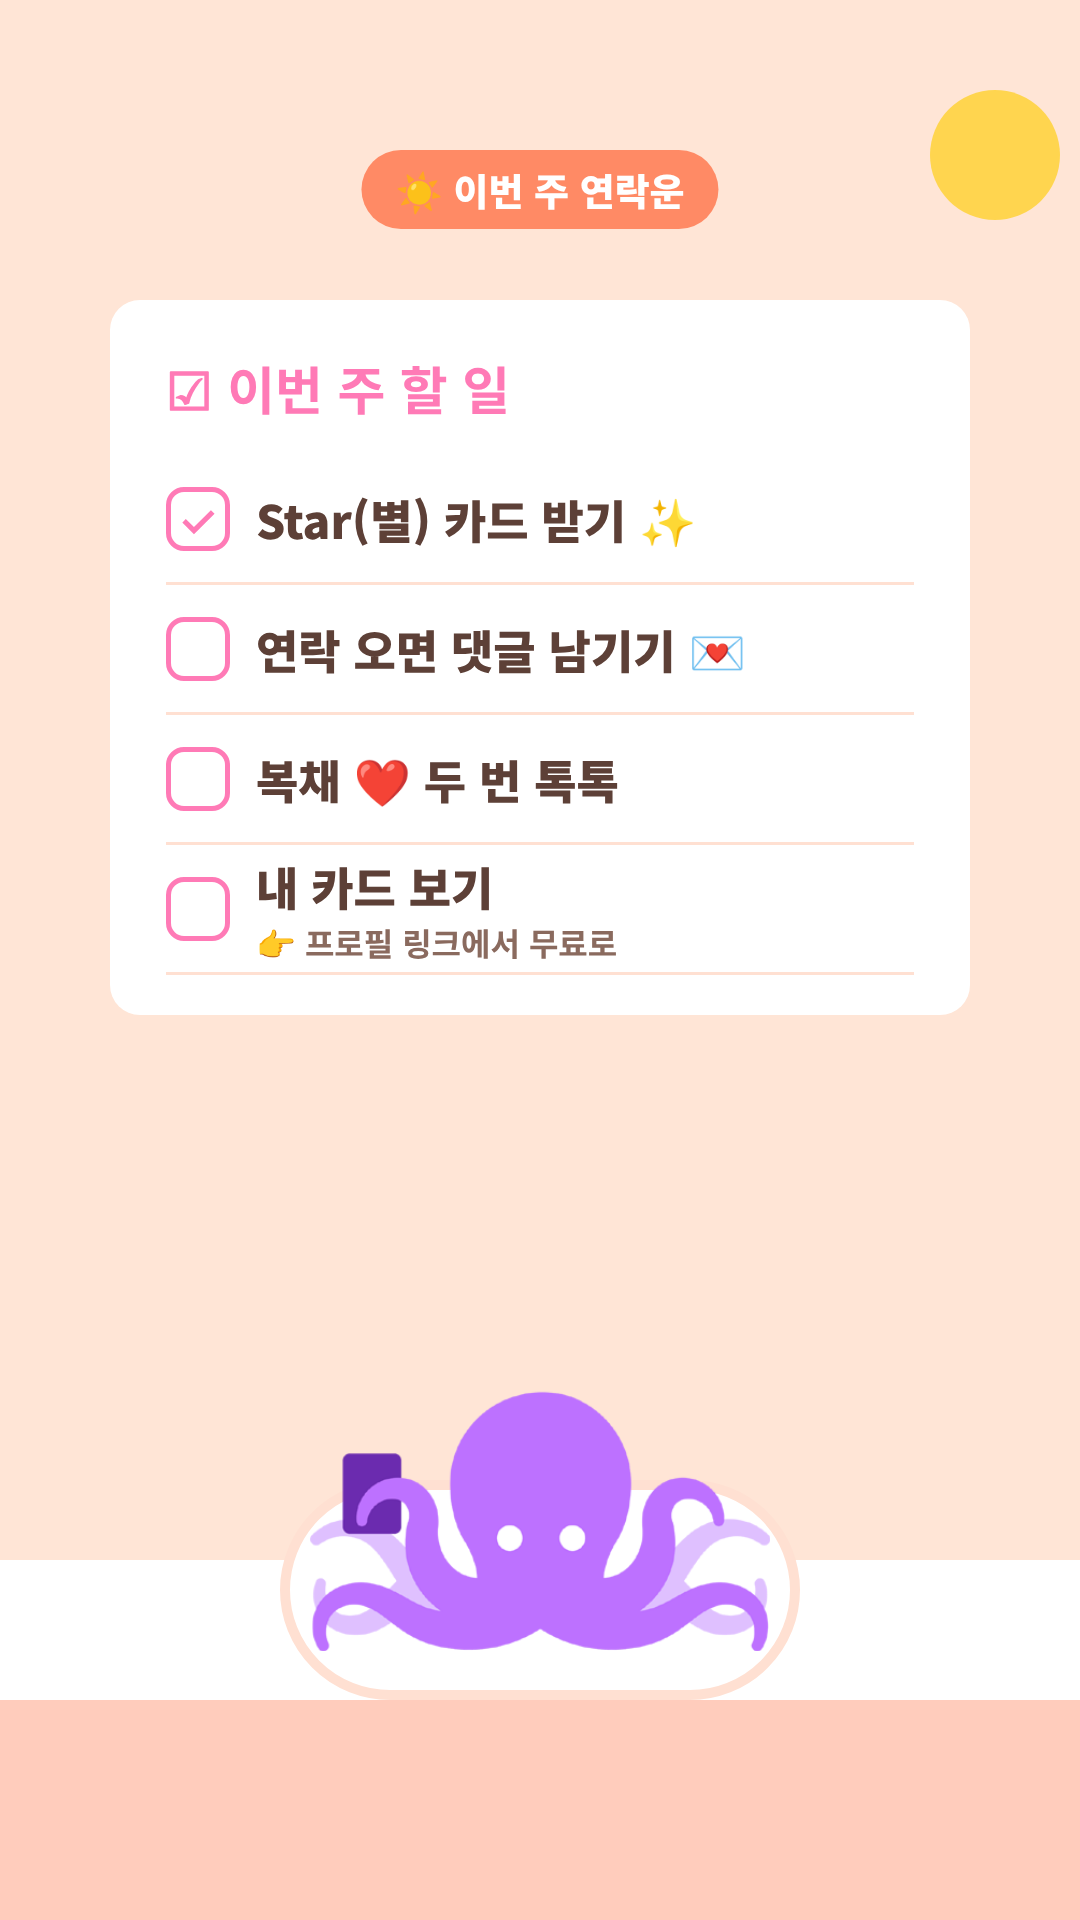 ☀️ 이번 주 연락운
☑ 이번 주 할 일
Star(별) 카드 받기 ✨
연락 오면 댓글 남기기 💌
복채 ❤️ 두 번 톡톡
내 카드 보기
👉 프로필 링크에서 무료로